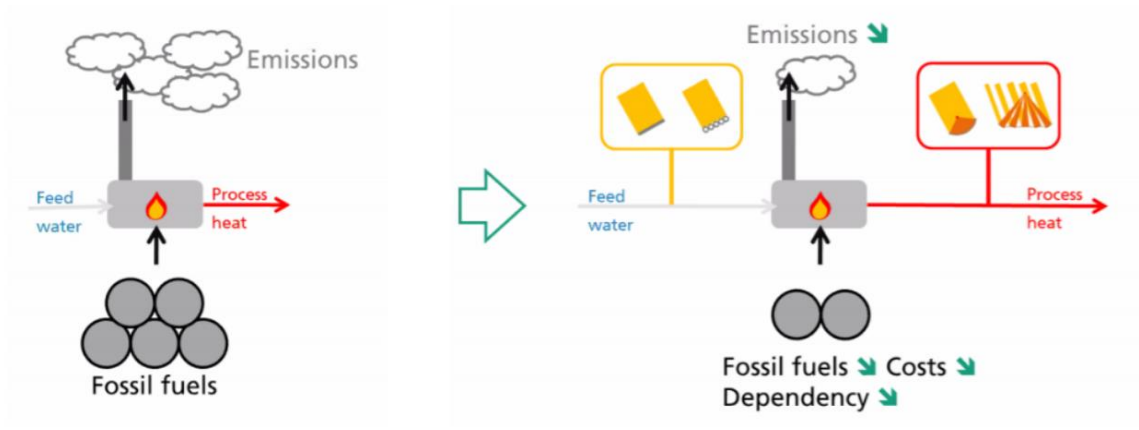 Emissions
Feed
water
Process
heat
Fossil fuels
Emissions
Feed
water
Process
heat
Fossil fuels Costs
Dependency